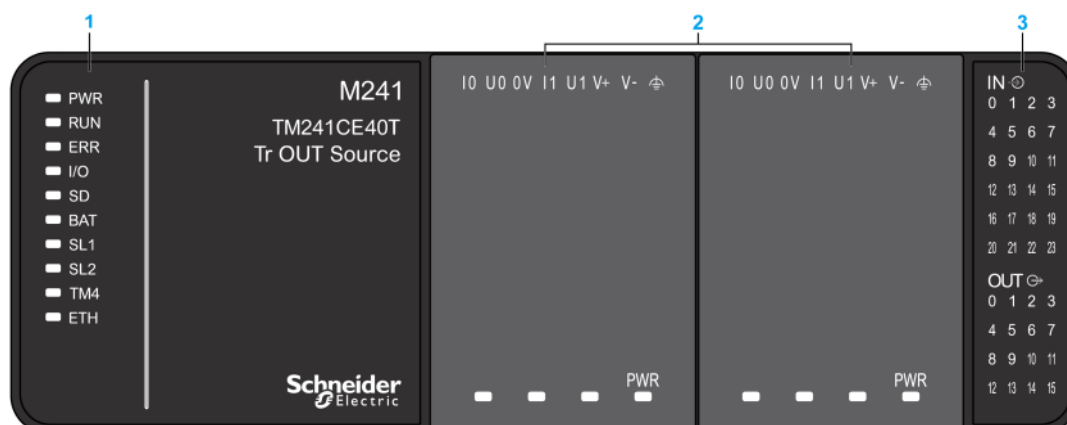 1
2
3
PWR
RUN
ERR
I/O
SD
BAT
SL1
SL2
TM4
ETH
M241
TM241CE40T
Tr OUT Source
Schneider
Electric
I0 U0 0V I1 U1 V+ V-
PWR
I0 U0 0V I1 U1 V+ V-
PWR
IN
0 1 2 3
4 5 6 7
8 9 10 11
12 13 14 15
16 17 18 19
20 21 22 23
OUT
0 1 2 3
4 5 6 7
8 9 10 11
12 13 14 15